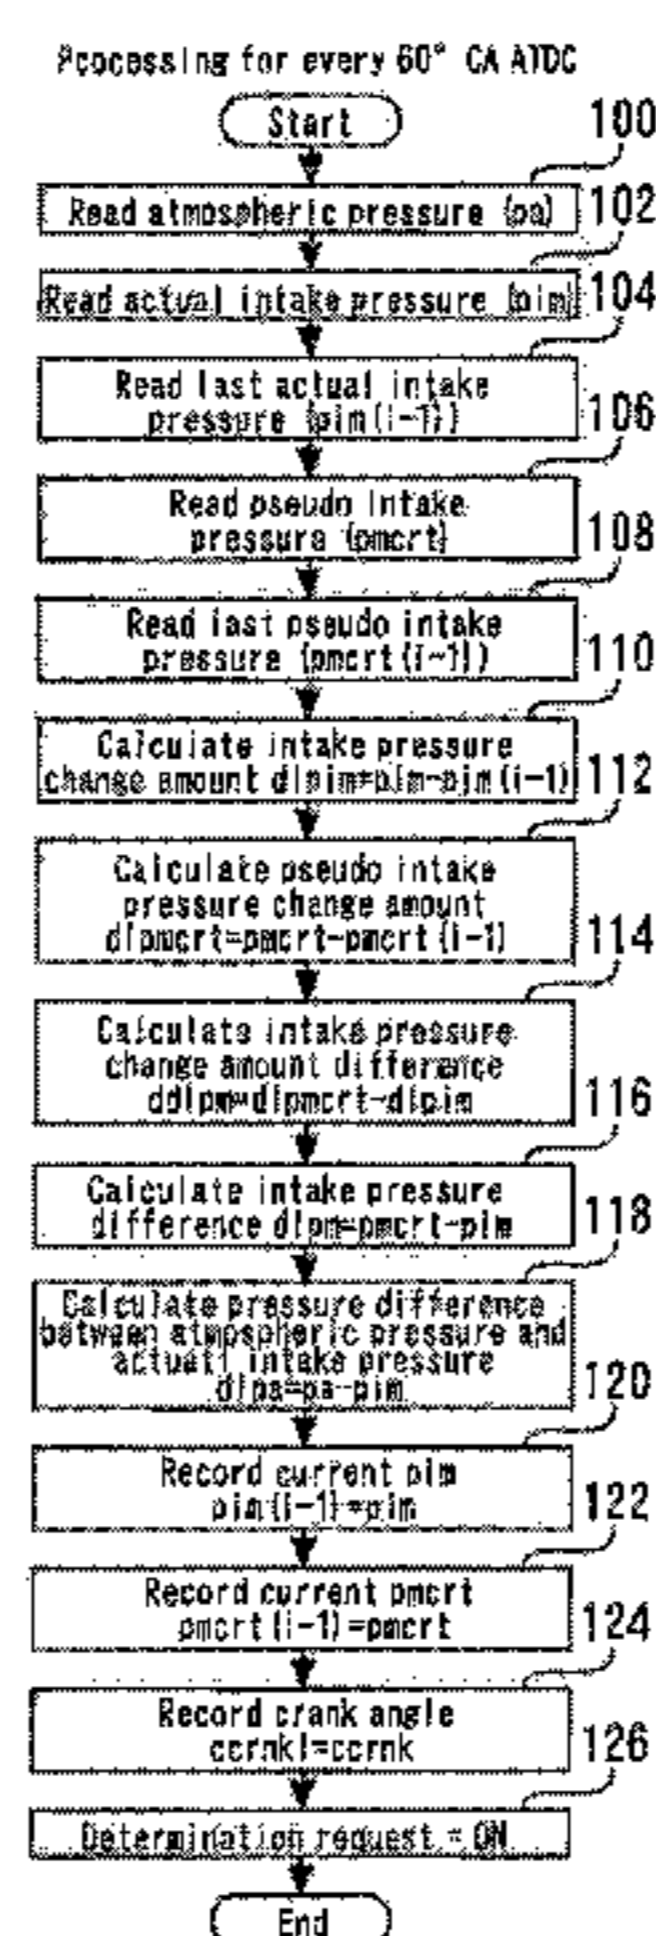 Processing for every 60° CA ATDC
Start
100
Read atmospheric pressure (pa)
102
Read actual intake pressure (pim)
104
Read last actual intake
pressure (pim(i-1))
106
Read pseudo intake
pressure (pmcrt)
108
Read last pseudo intake
pressure (pmcrt(i-1))
110
Calculate intake pressure
change amount dlpim=pim-pim(i-1)
112
Calculate pseudo intake
pressure change amount
dlpmcrt=pmcrt-pmcrt(i-1)
114
Calculate intake pressure
change amount difference
ddlpm=dlpmcrt-dlpim
116
Calculate intake pressure
difference dlpm=pmcrt-pim
118
Calculate pressure difference
between atmpspheric pressure and
actuatl intake pressure
dlpa=pa-pim
120
Record current pim
pim(i-1)=pim
122
Record current pmcrt
pmcrt(i-1)=pmcrt
124
Record crank angle
ccrnkl=ccrnk
126
Determination request = ON
End